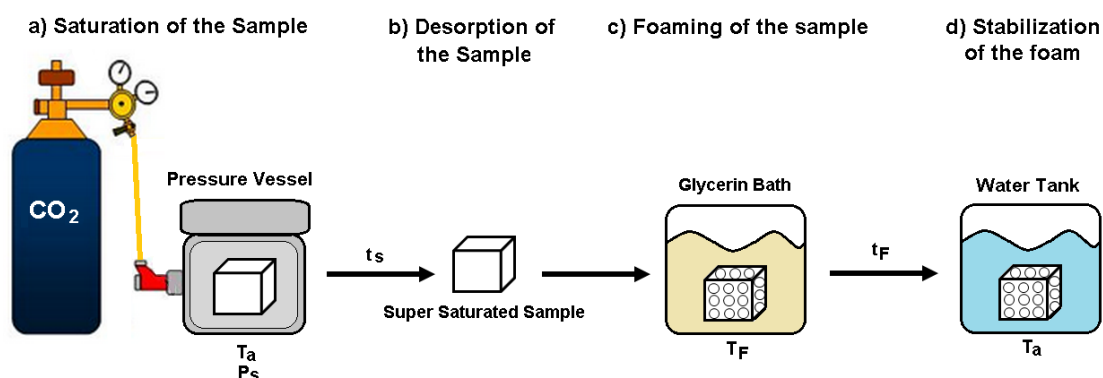 a) Saturation of the Sample
b) Desorption of
the Sample
c) Foaming of the sample
d) Stabilization
of the foam
CO2
Pressure Vessel
Ta
Ps
ts
Super Saturated Sample
Glycerin Bath
TF
tF
Water Tank
Ta